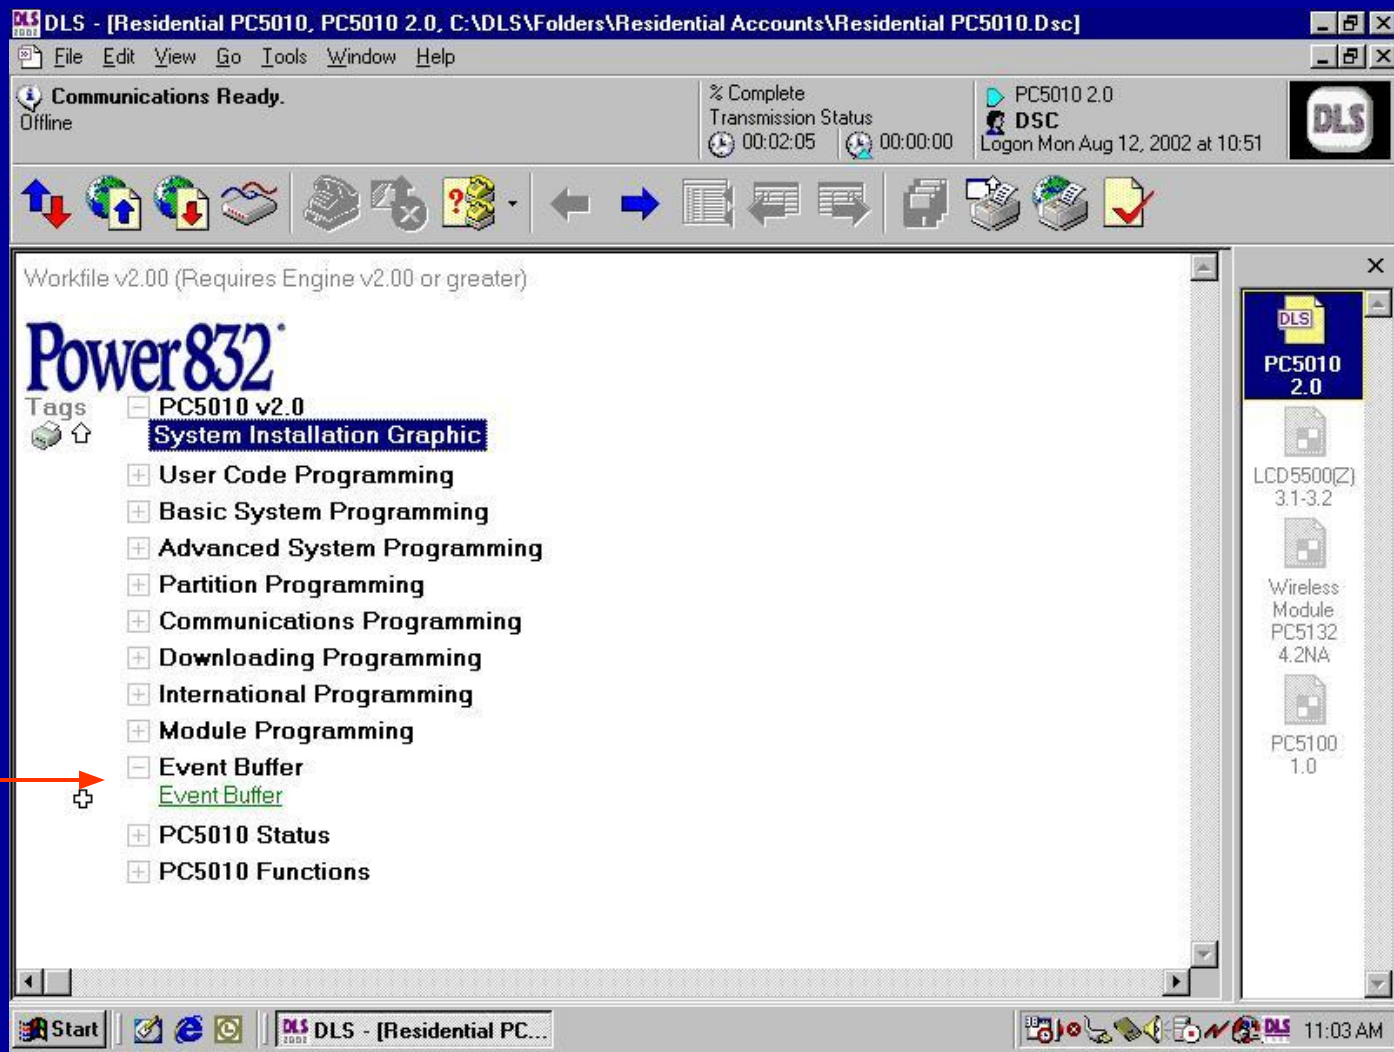 DLS - [Residential PC5010, PC5010 2.0, C:\DLS\Folders\Residential Accounts\Residential PC5010.Dsc]
File Edit View Go Tools Window Help
Communications Ready.
Offline
% Complete
Transmission Status
00:02:05 00:00:00
PC5010 2.0
DSC
Logon Mon Aug 12, 2002 at 10:51
DLS
Workfile v2.00 (Requires Engine v2.00 or greater)
Power832
Tags
PC5010 v2.0
System Installation Graphic
User Code Programming
Basic System Programming
Advanced System Programming
Partition Programming
Communications Programming
Downloading Programming
International Programming
Module Programming
Event Buffer
Event Buffer
PC5010 Status
PC5010 Functions
DLS
PC5010
2.0
LCD5500(Z)
3.1-3.2
Wireless
Module
PC5132
4.2NA
PC5100
1.0
Start
DLS - [Residential PC...
DLS
11:03 AM